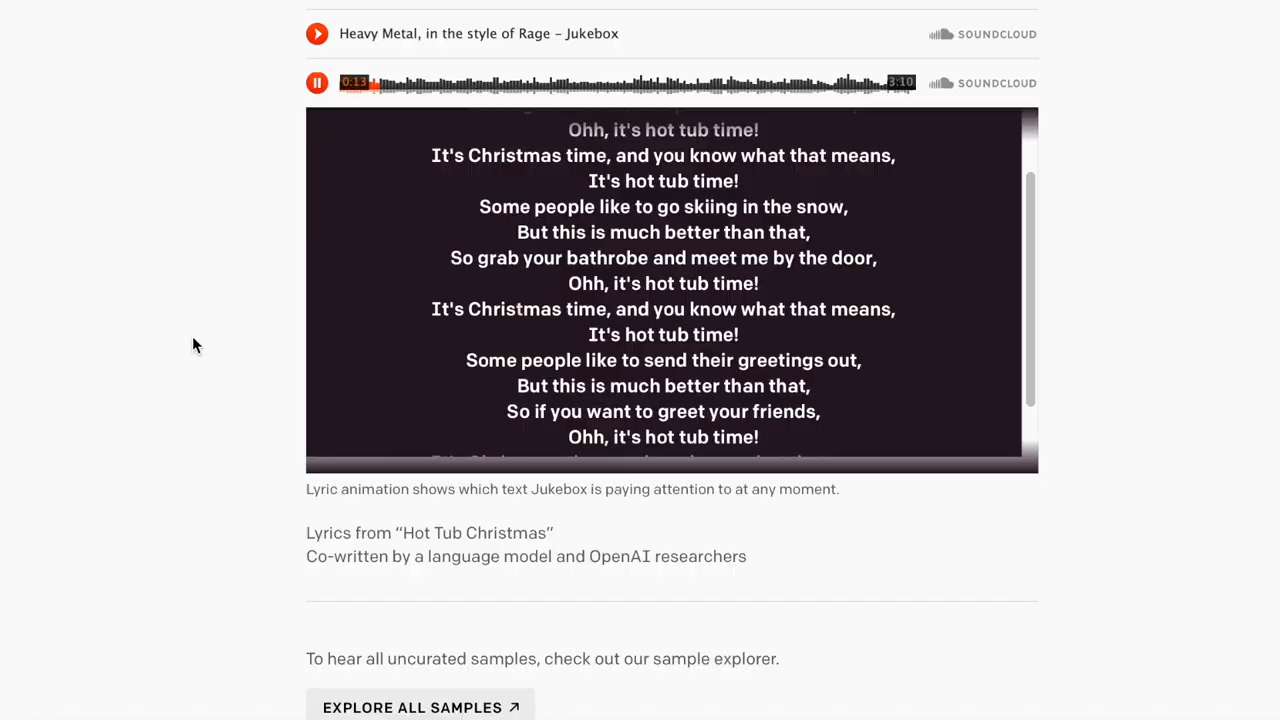 Heavy Metal, in the style of Rage – Jukebox
SOUNDCLOUD
0:13
3:10
SOUNDCLOUD
Ohh, it's hot tub time!
It's Christmas time, and you know what that means,
It's hot tub time!
Some people like to go skiing in the snow,
But this is much better than that,
So grab your bathrobe and meet me by the door,
Ohh, it's hot tub time!
It's Christmas time, and you know what that means,
It's hot tub time!
Some people like to send their greetings out,
But this is much better than that,
So if you want to greet your friends,
Ohh, it's hot tub time!
Lyric animation shows which text Jukebox is paying attention to at any moment.
Lyrics from “Hot Tub Christmas”
Co-written by a language model and OpenAI researchers
To hear all uncurated samples, check out our sample explorer.
EXPLORE ALL SAMPLES ↗